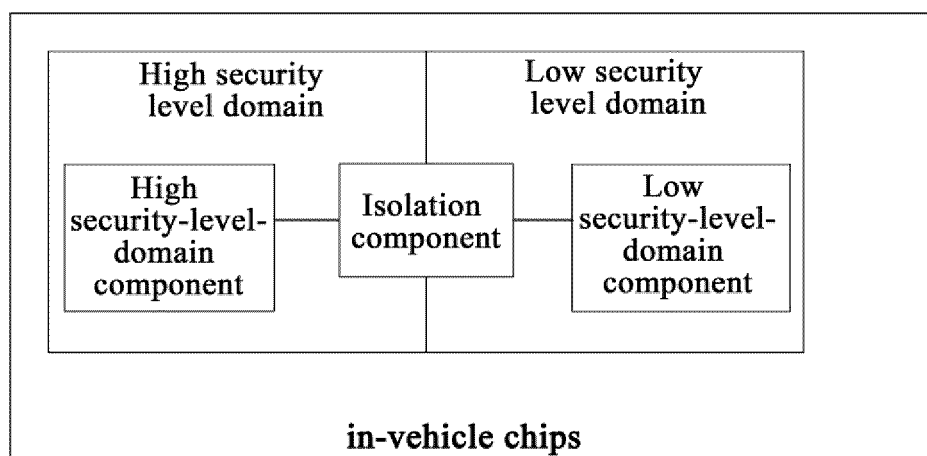 High security
level domain
Low security
level domain
High
security-level-
domain
component
Isolation
component
Low
security-level-
domain
component
in-vehicle chips